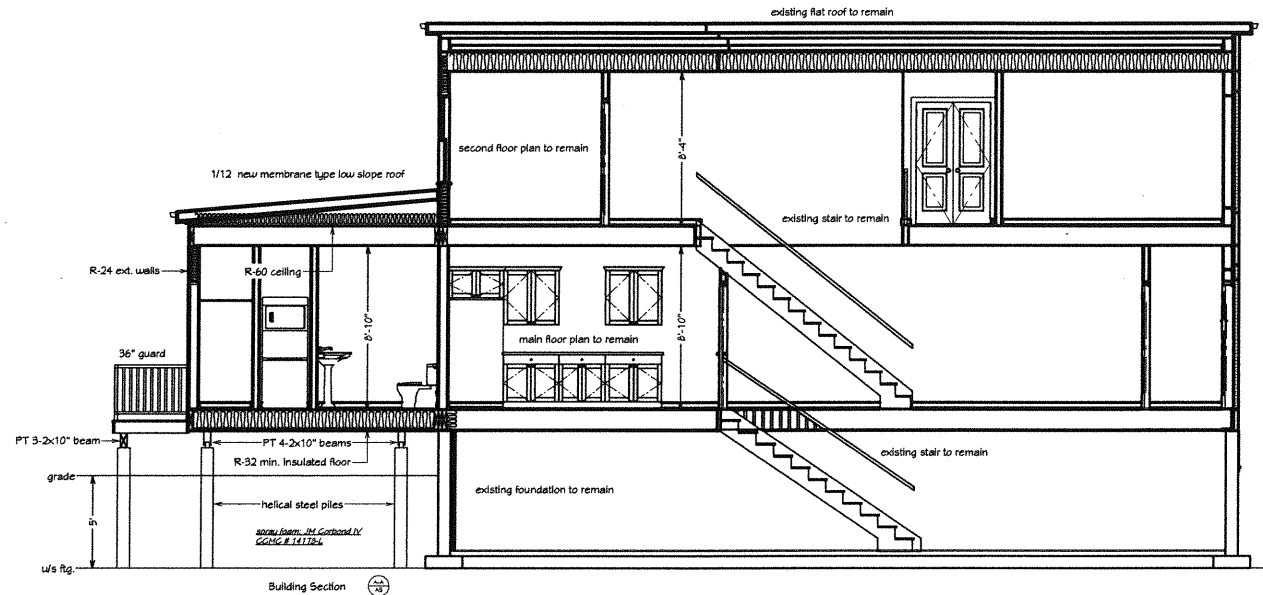 existing flat roof to remain
second floor plan to remain
8'-4"
1/12 new membrane type low slope roof
existing stair to remain
R-24 ext. walls
R-60 ceiling
8'-10"
8'-10"
main floor plan to remain
36" guard
PT 3-2x10" beam
PT 4-2x10" beams
R-32 min. insulated floor
existing stair to remain
grade
existing foundation to remain
helical steel piles
5'
spray foam: JM Corbond IV
CCMC # 14173-L
u/s ftg.
Building Section
A-A
A5